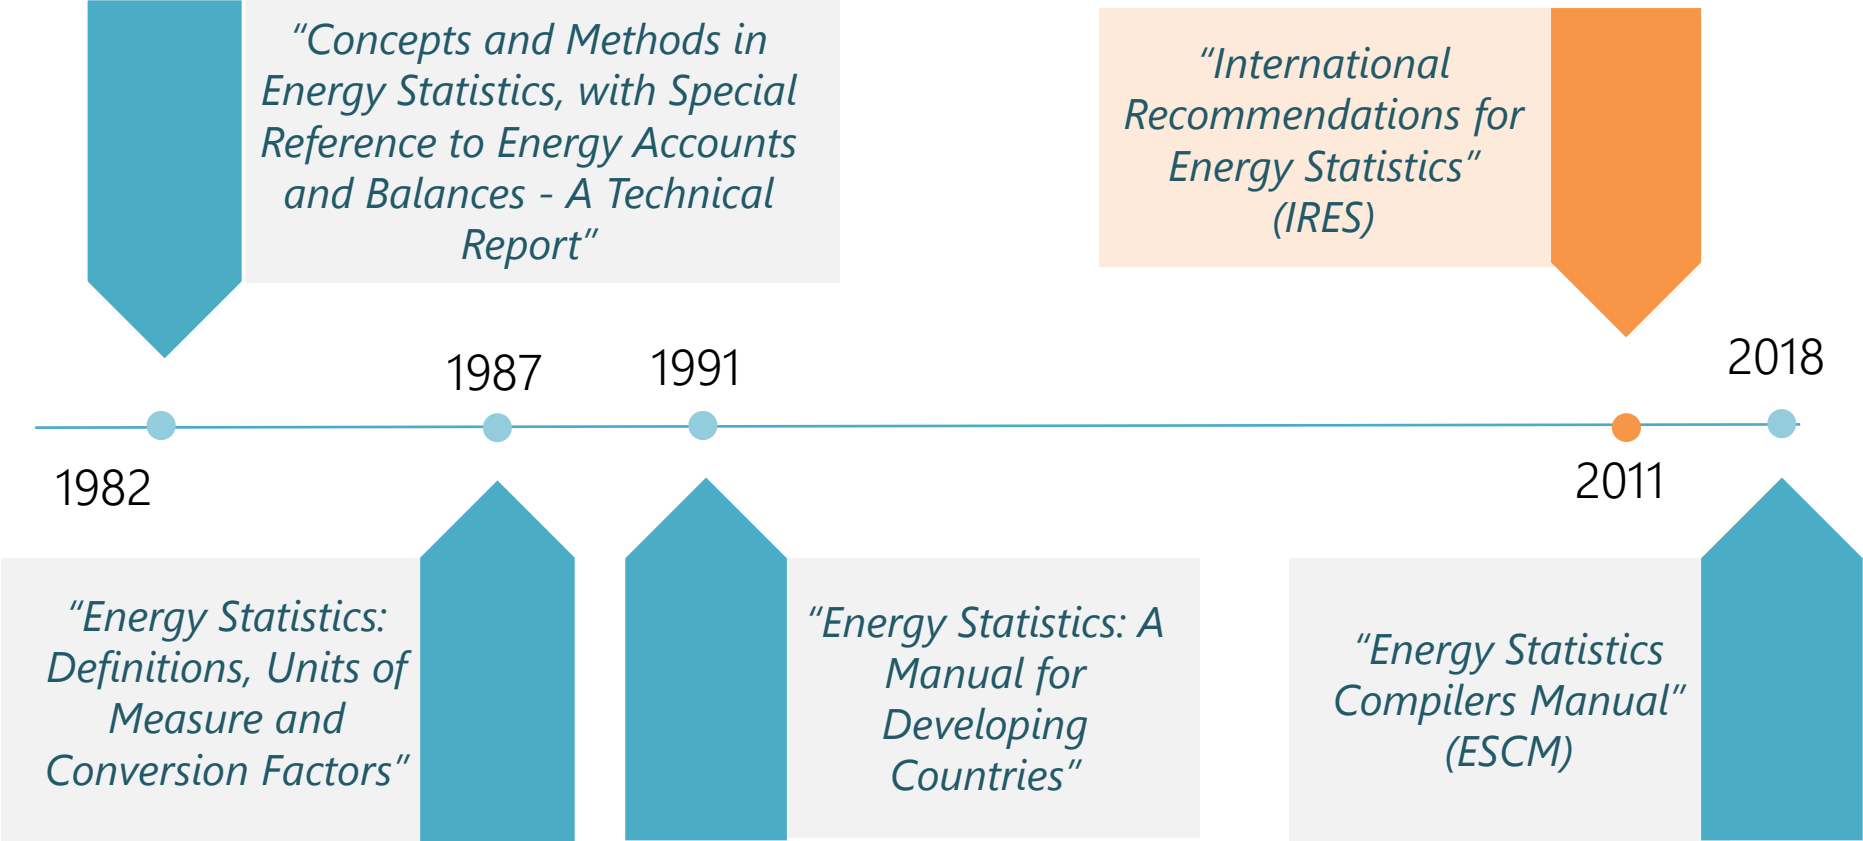 “Concepts and Methods in
Energy Statistics, with Special
Reference to Energy Accounts
and Balances - A Technical
Report”
“International
Recommendations for
Energy Statistics”
(IRES)
1987
1991
2018
1982
2011
“Energy Statistics:
Definitions, Units of
Measure and
Conversion Factors”
“Energy Statistics: A
Manual for
Developing
Countries”
“Energy Statistics
Compilers Manual”
(ESCM)